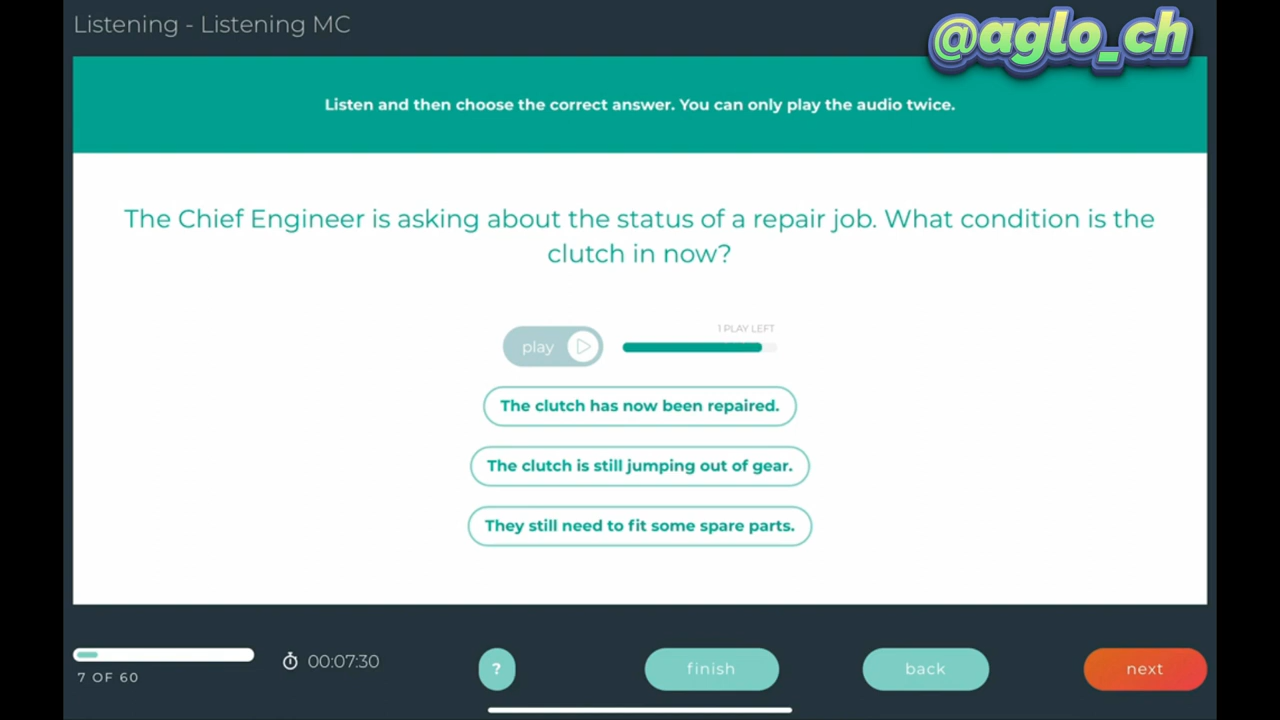 Listening - Listening MC
@aglo_ch
Listen and then choose the correct answer. You can only play the audio twice.
The Chief Engineer is asking about the status of a repair job. What condition is the
clutch in now?
1 PLAY LEFT
play
The clutch has now been repaired.
The clutch is still jumping out of gear.
They still need to fit some spare parts.
7 OF 60
00:07:30
?
finish
back
next